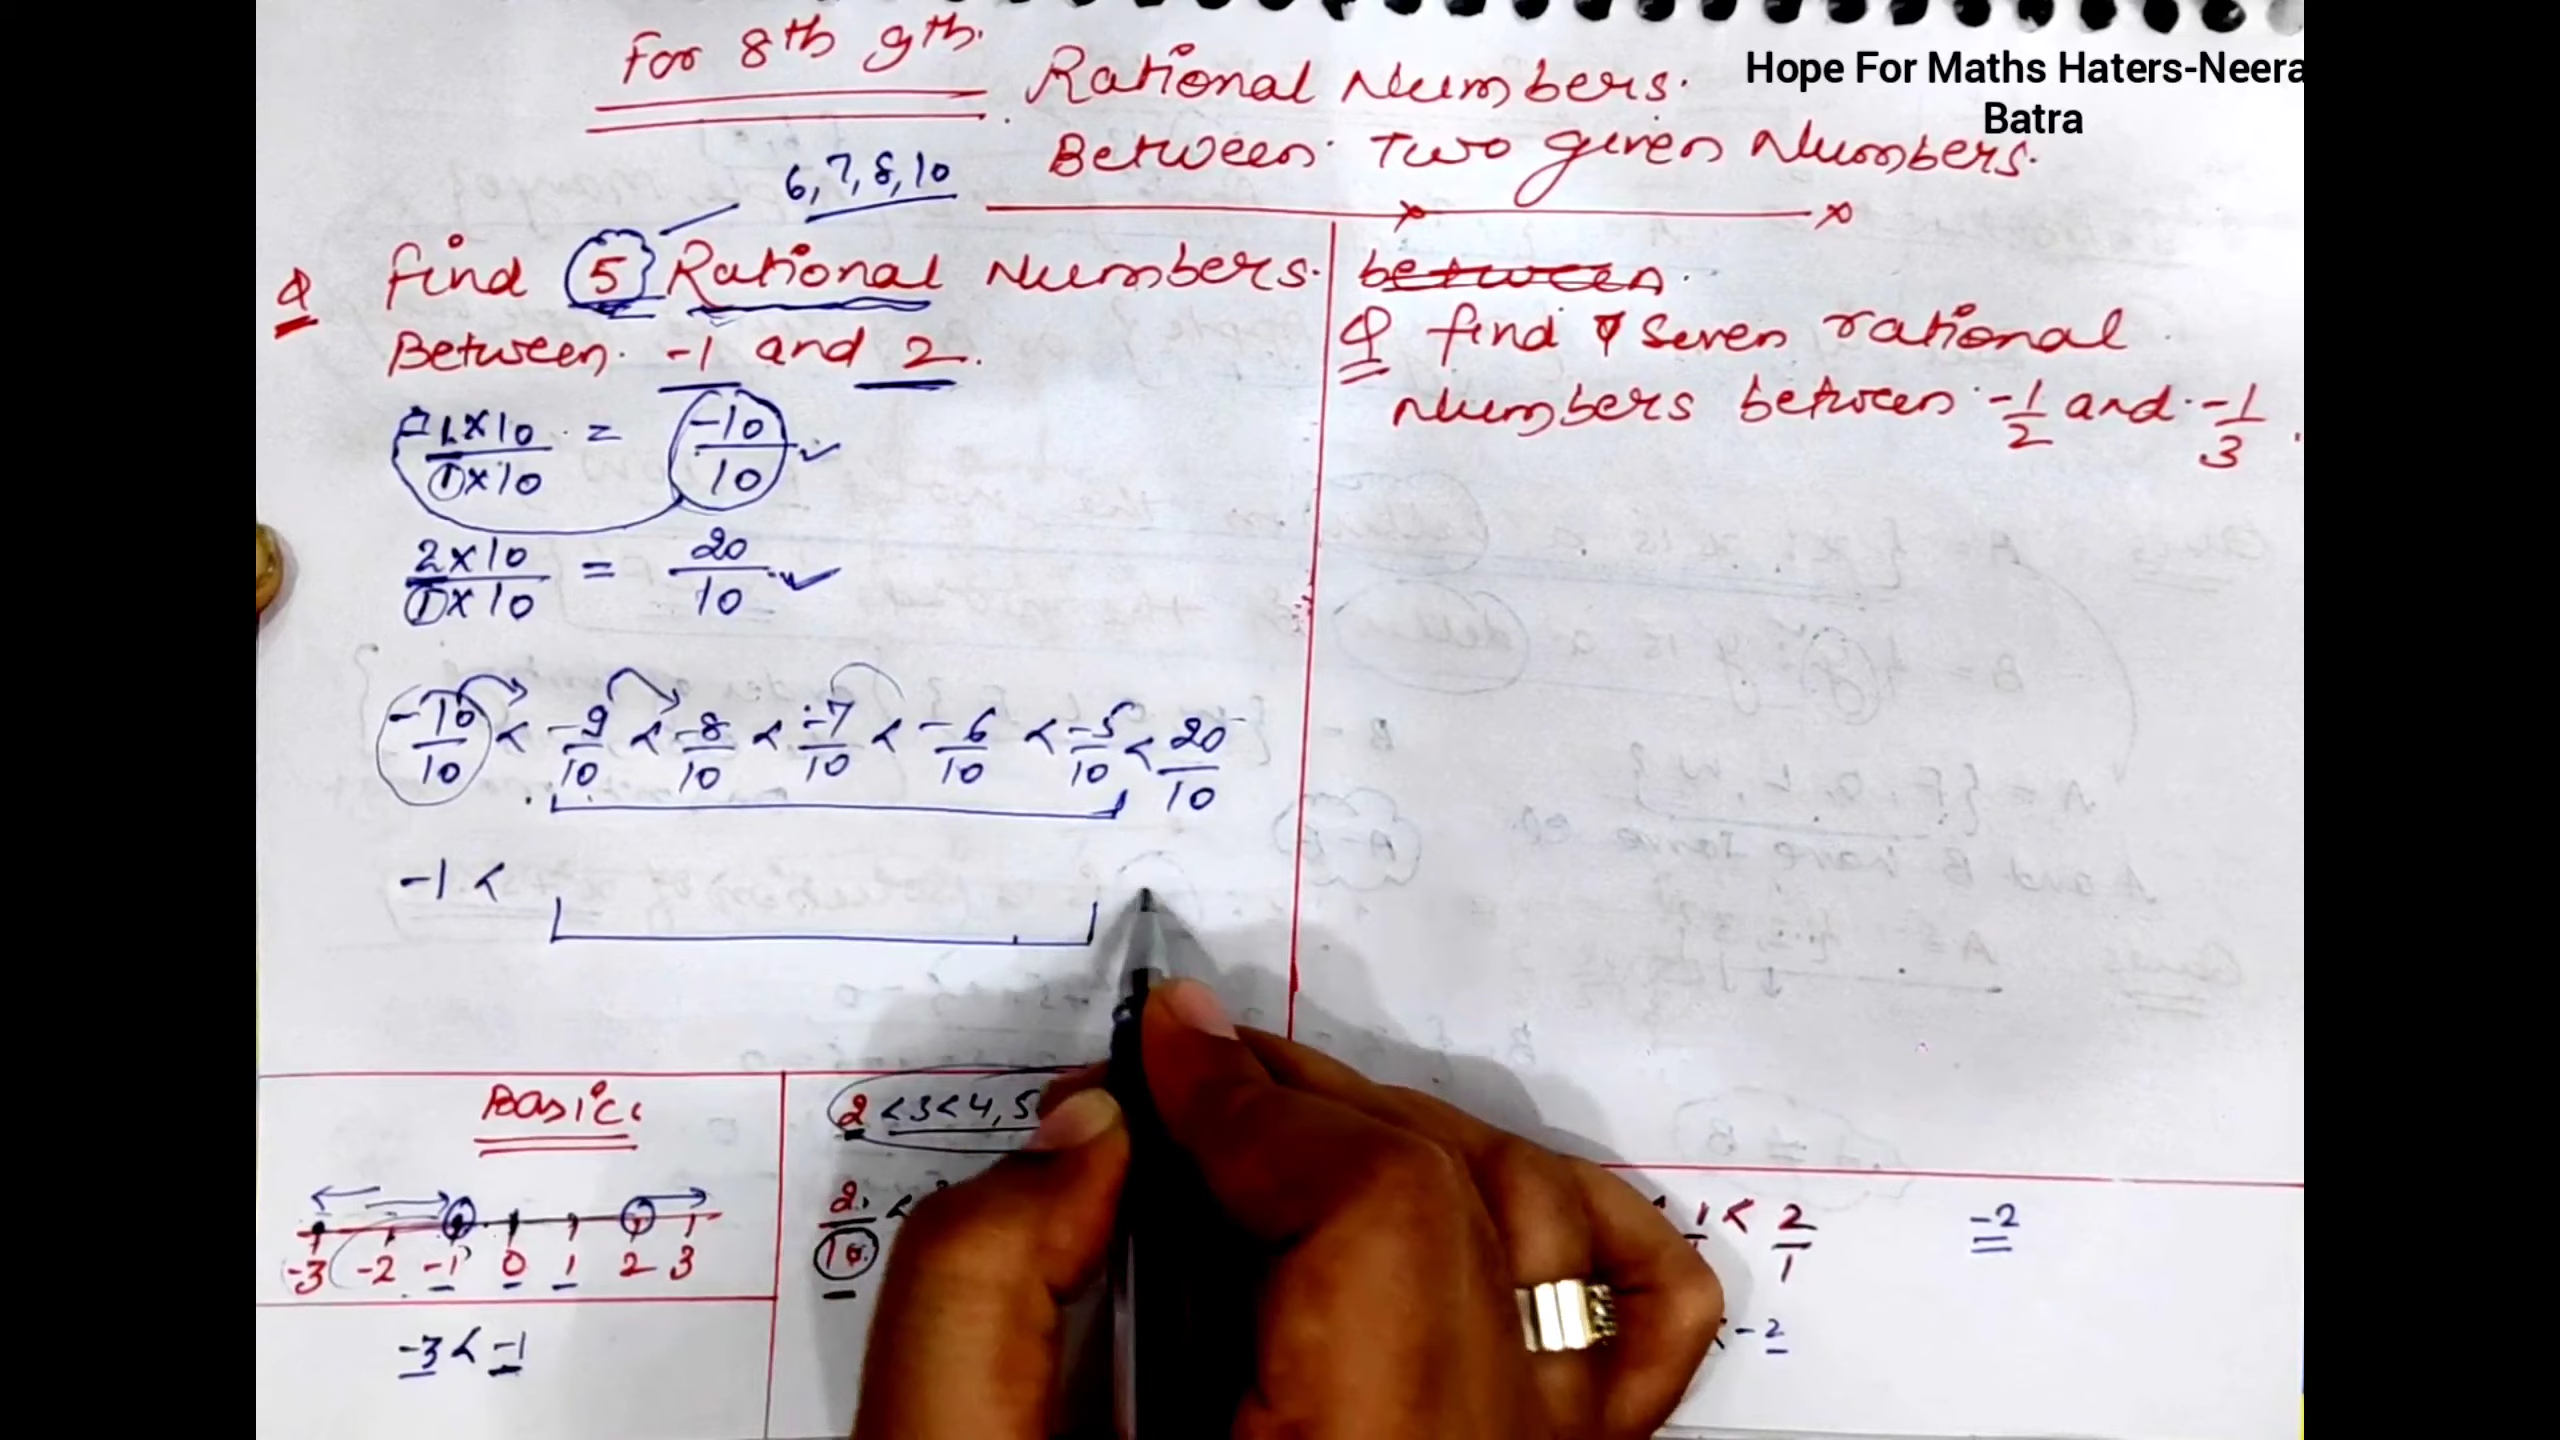 For 8th 9th.
Rational Numbers.
Between Two given Numbers.
Hope For Maths Haters-Neera
Batra
6, 7, 8, 10
Q Find 5 Rational Numbers.
Between -1 and 2.
-1×10/1×10 = -10/10 ✓
2×10/1×10 = 20/10 ✓
-10/10 < -9/10 < -8/10 < -7/10 < -6/10 < -5/10 < 20/10
-1 <
between.
Q find Seven rational
Numbers between -1/2 and -1/3.
Basic:
-3 -2 -1 0 1 2 3
-3 < -1
2 < 3 < 4, 5
2/10 <
1 < 2/1
-2
< -2